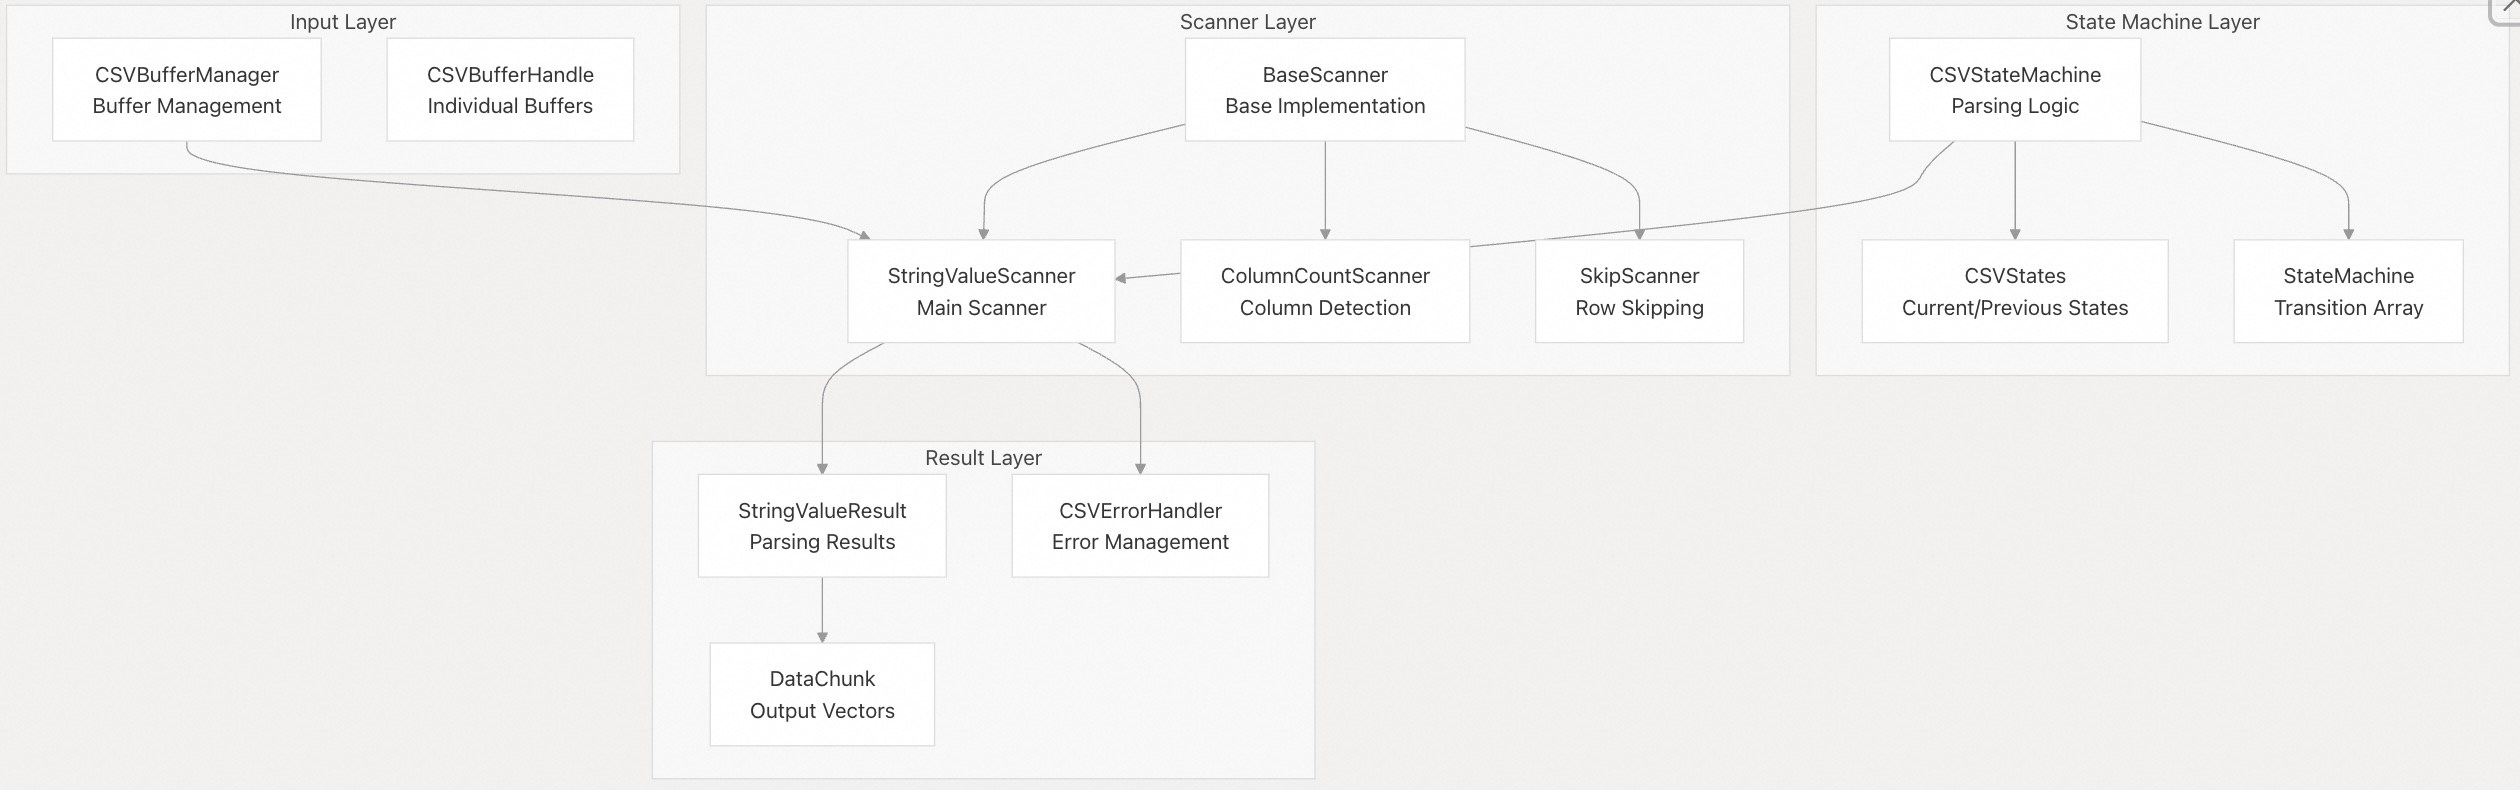 Input Layer
CSVBufferManager
Buffer Management
CSVBufferHandle
Individual Buffers
Scanner Layer
BaseScanner
Base Implementation
StringValueScanner
Main Scanner
ColumnCountScanner
Column Detection
SkipScanner
Row Skipping
State Machine Layer
CSVStateMachine
Parsing Logic
CSVStates
Current/Previous States
StateMachine
Transition Array
Result Layer
StringValueResult
Parsing Results
CSVErrorHandler
Error Management
DataChunk
Output Vectors